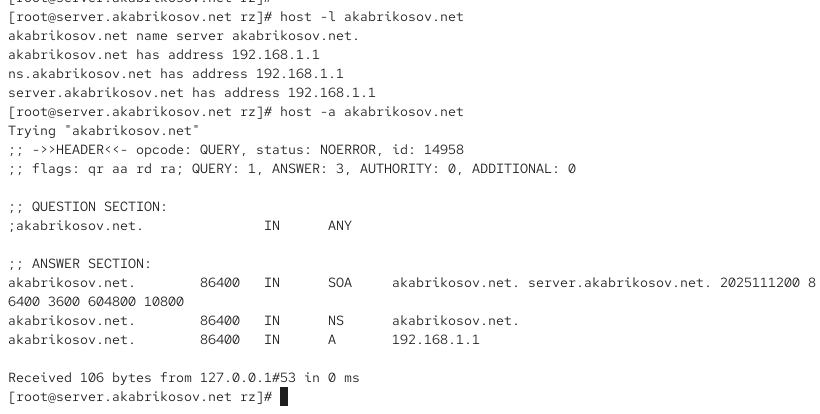 [root@server.akabrikosov.net rz]#
[root@server.akabrikosov.net rz]# host -l akabrikosov.net
akabrikosov.net name server akabrikosov.net.
akabrikosov.net has address 192.168.1.1
ns.akabrikosov.net has address 192.168.1.1
server.akabrikosov.net has address 192.168.1.1
[root@server.akabrikosov.net rz]# host -a akabrikosov.net
Trying "akabrikosov.net"
;; ->>HEADER<<- opcode: QUERY, status: NOERROR, id: 14958
;; flags: qr aa rd ra; QUERY: 1, ANSWER: 3, AUTHORITY: 0, ADDITIONAL: 0
;; QUESTION SECTION:
;akabrikosov.net. IN ANY
;; ANSWER SECTION:
akabrikosov.net. 86400 IN SOA akabrikosov.net. server.akabrikosov.net. 2025111200 8
6400 3600 604800 10800
akabrikosov.net. 86400 IN NS akabrikosov.net.
akabrikosov.net. 86400 IN A 192.168.1.1
Received 106 bytes from 127.0.0.1#53 in 0 ms
[root@server.akabrikosov.net rz]#